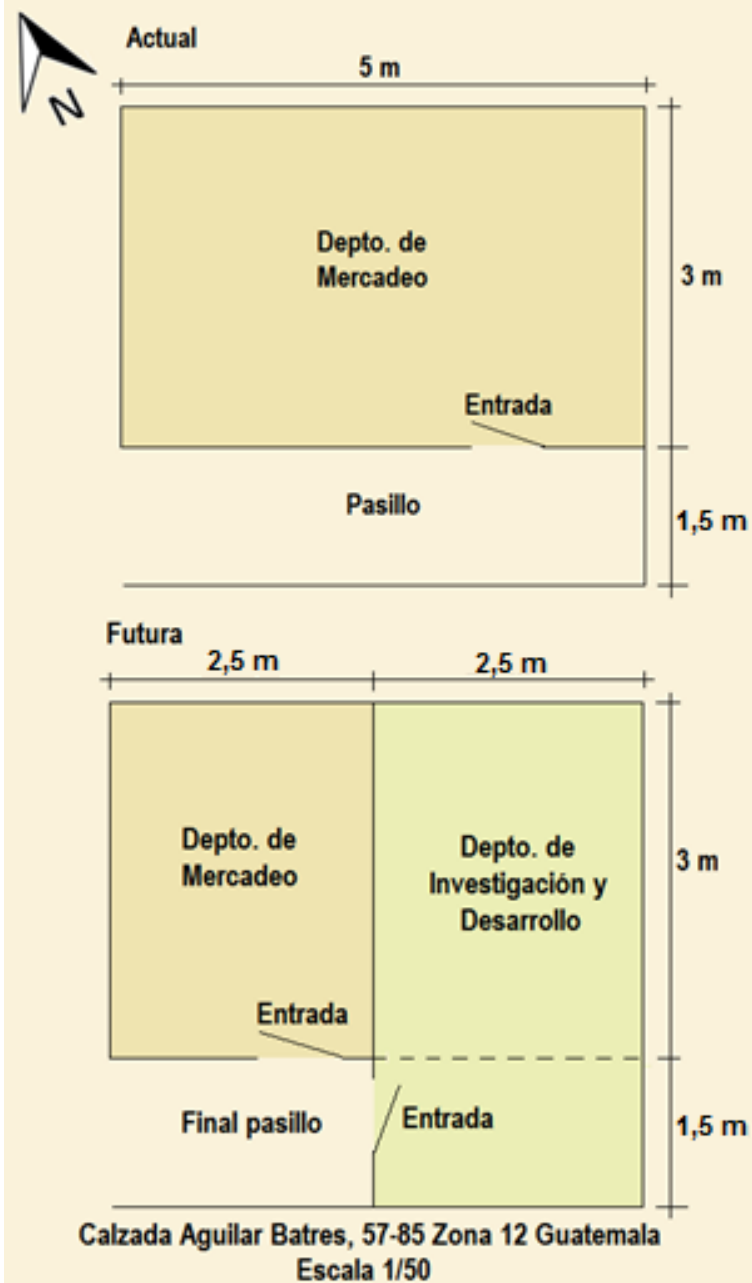 N
Actual
5 m
Depto. de
Mercadeo
3 m
Entrada
Pasillo
1,5 m
Futura
2,5 m
2,5 m
Depto. de
Mercadeo
Depto. de
Investigación y
Desarrollo
3 m
Entrada
Final pasillo
Entrada
1,5 m
Calzada Aguilar Batres, 57-85 Zona 12 Guatemala
Escala 1/50